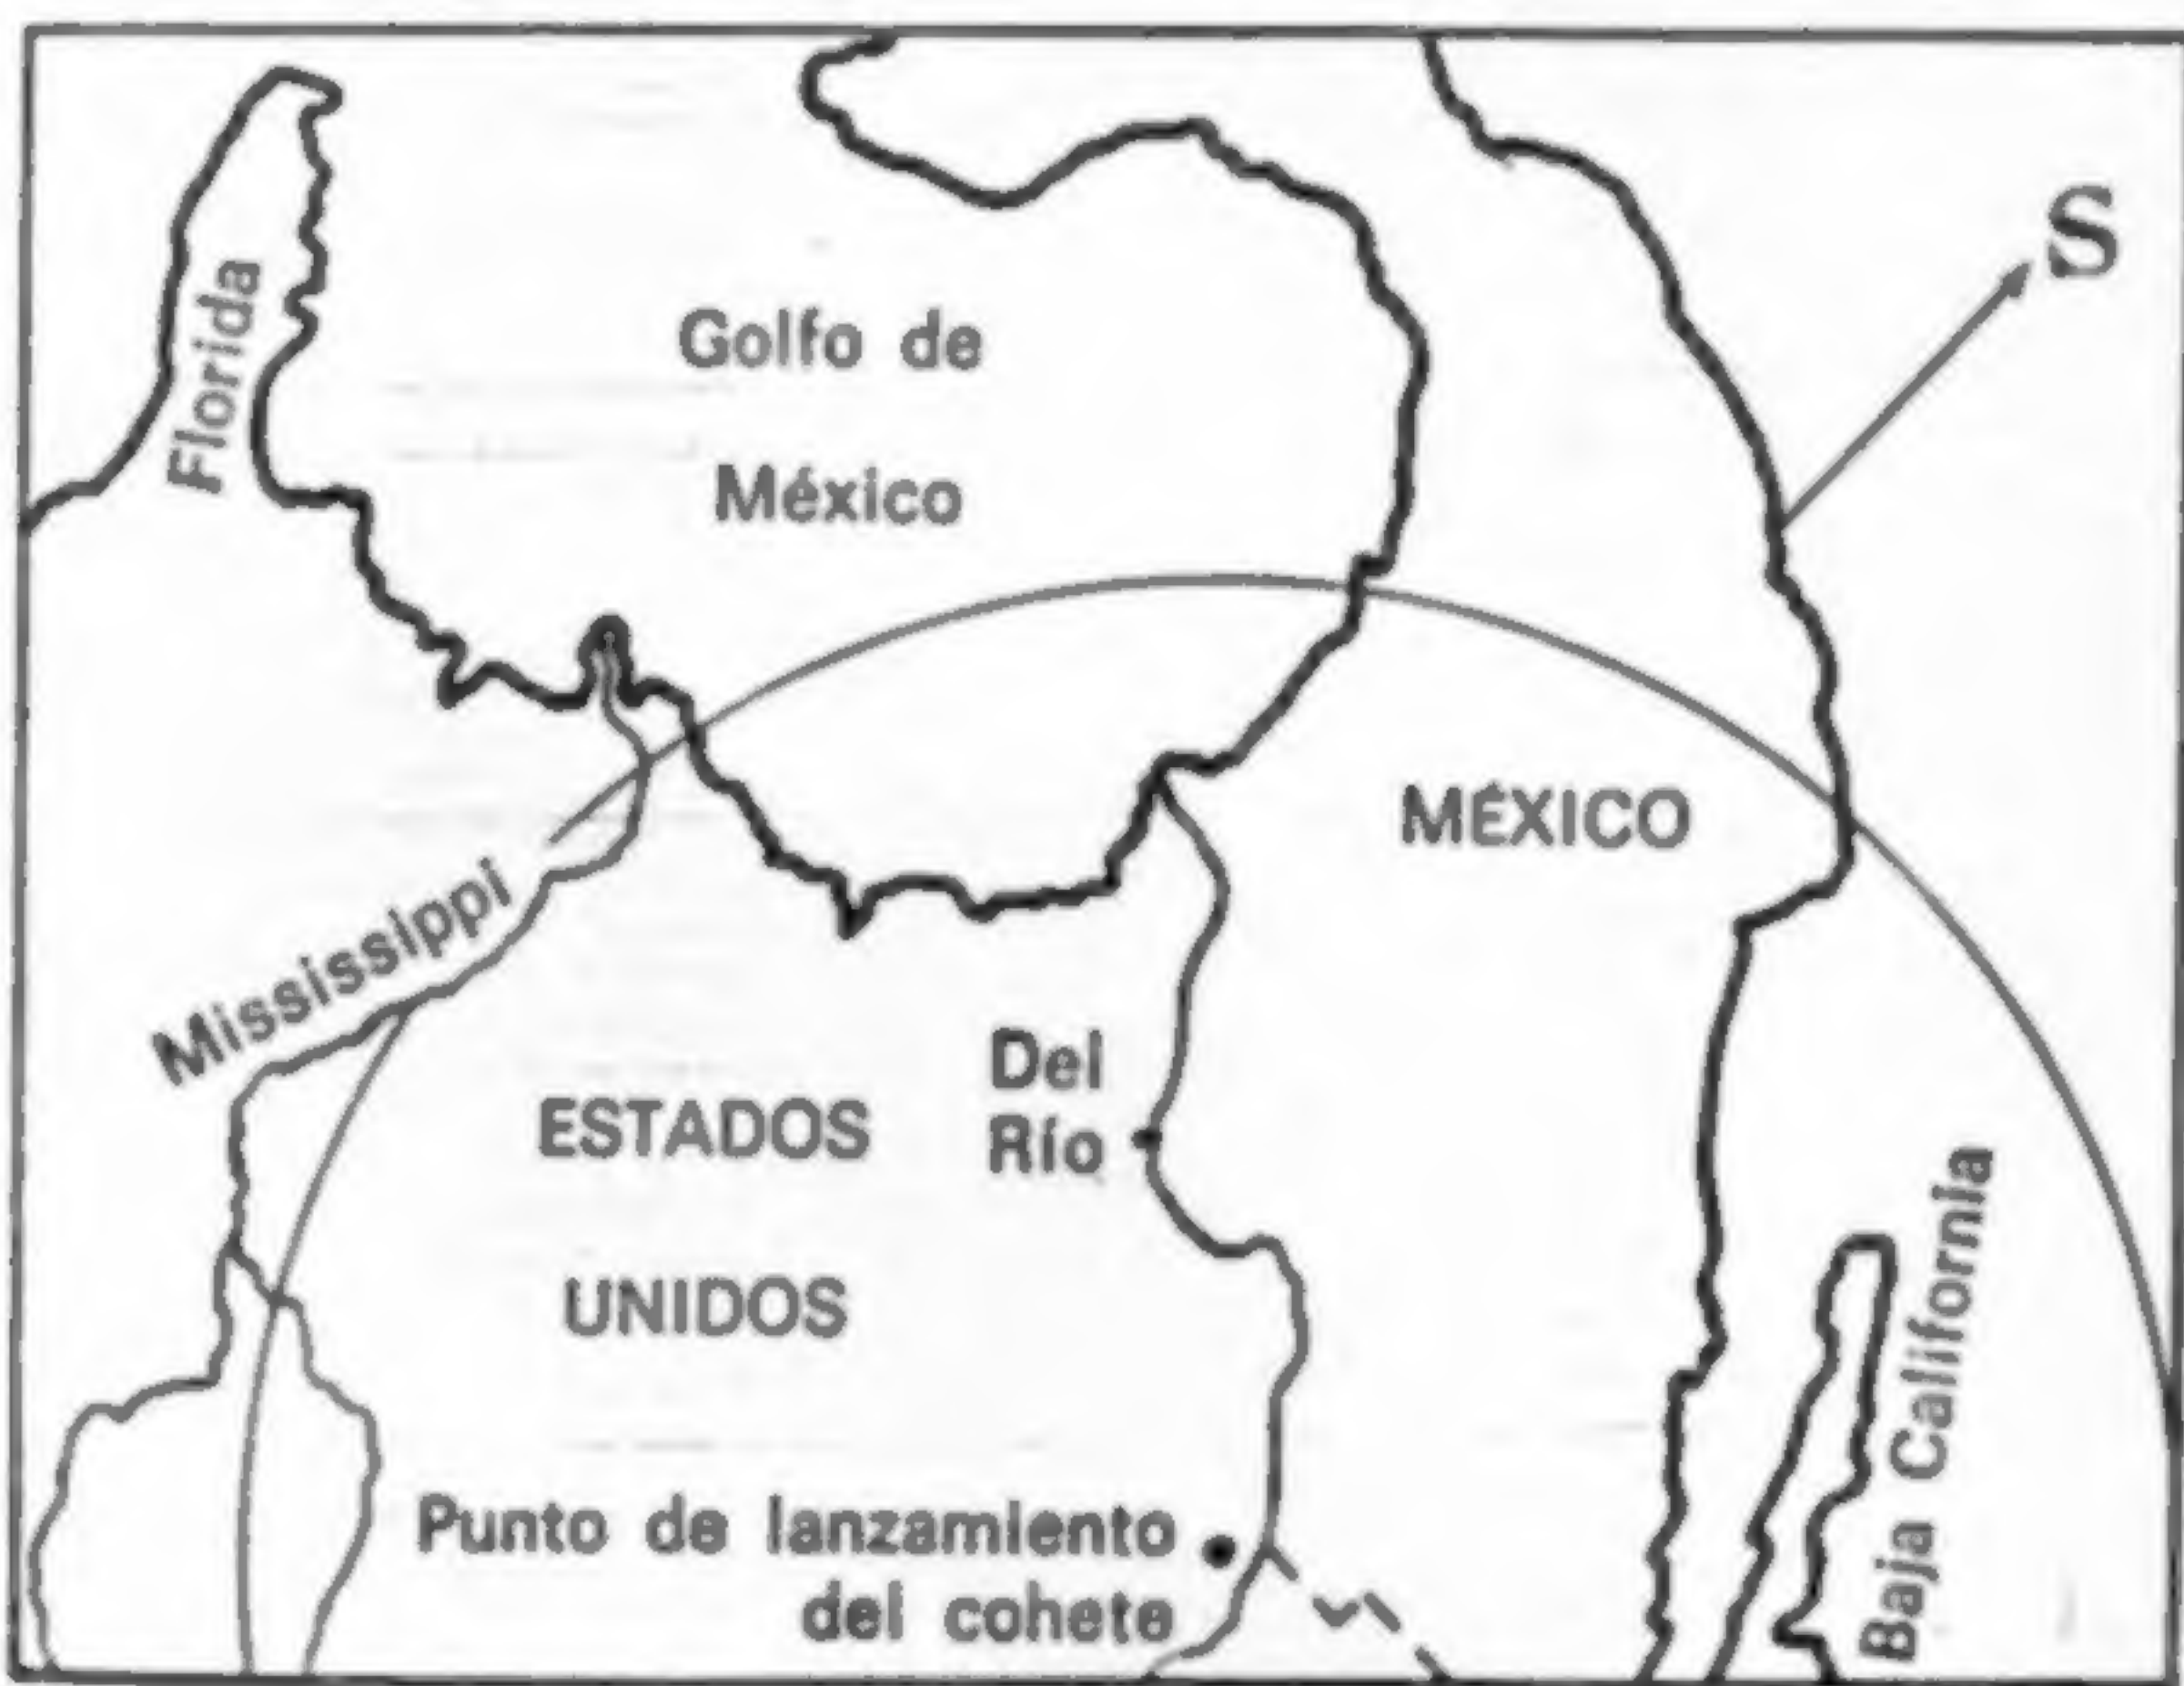 S
Florida
Golfo de
México
MÉXICO
Mississippi
Del
Río
ESTADOS
UNIDOS
Baja California
Punto de lanzamiento
del cohete